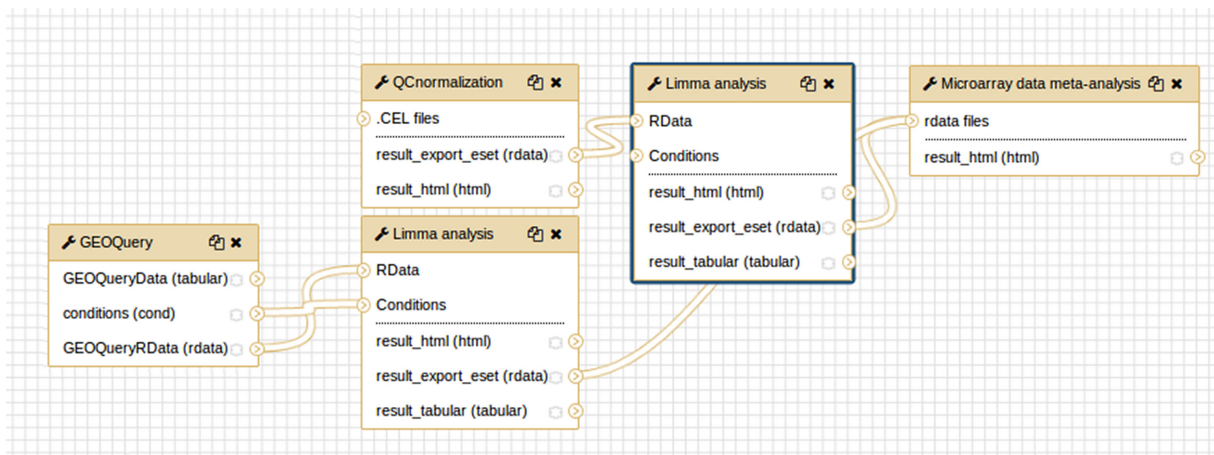 QCnormalization
.CEL files
result_export_eset (rdata)
result_html (html)
Limma analysis
RData
Conditions
result_html (html)
result_export_eset (rdata)
result_tabular (tabular)
Microarray data meta-analysis
rdata files
result_html (html)
GEOQuery
GEOQueryData (tabular)
conditions (cond)
GEOQueryRData (rdata)
Limma analysis
RData
Conditions
result_html (html)
result_export_eset (rdata)
result_tabular (tabular)